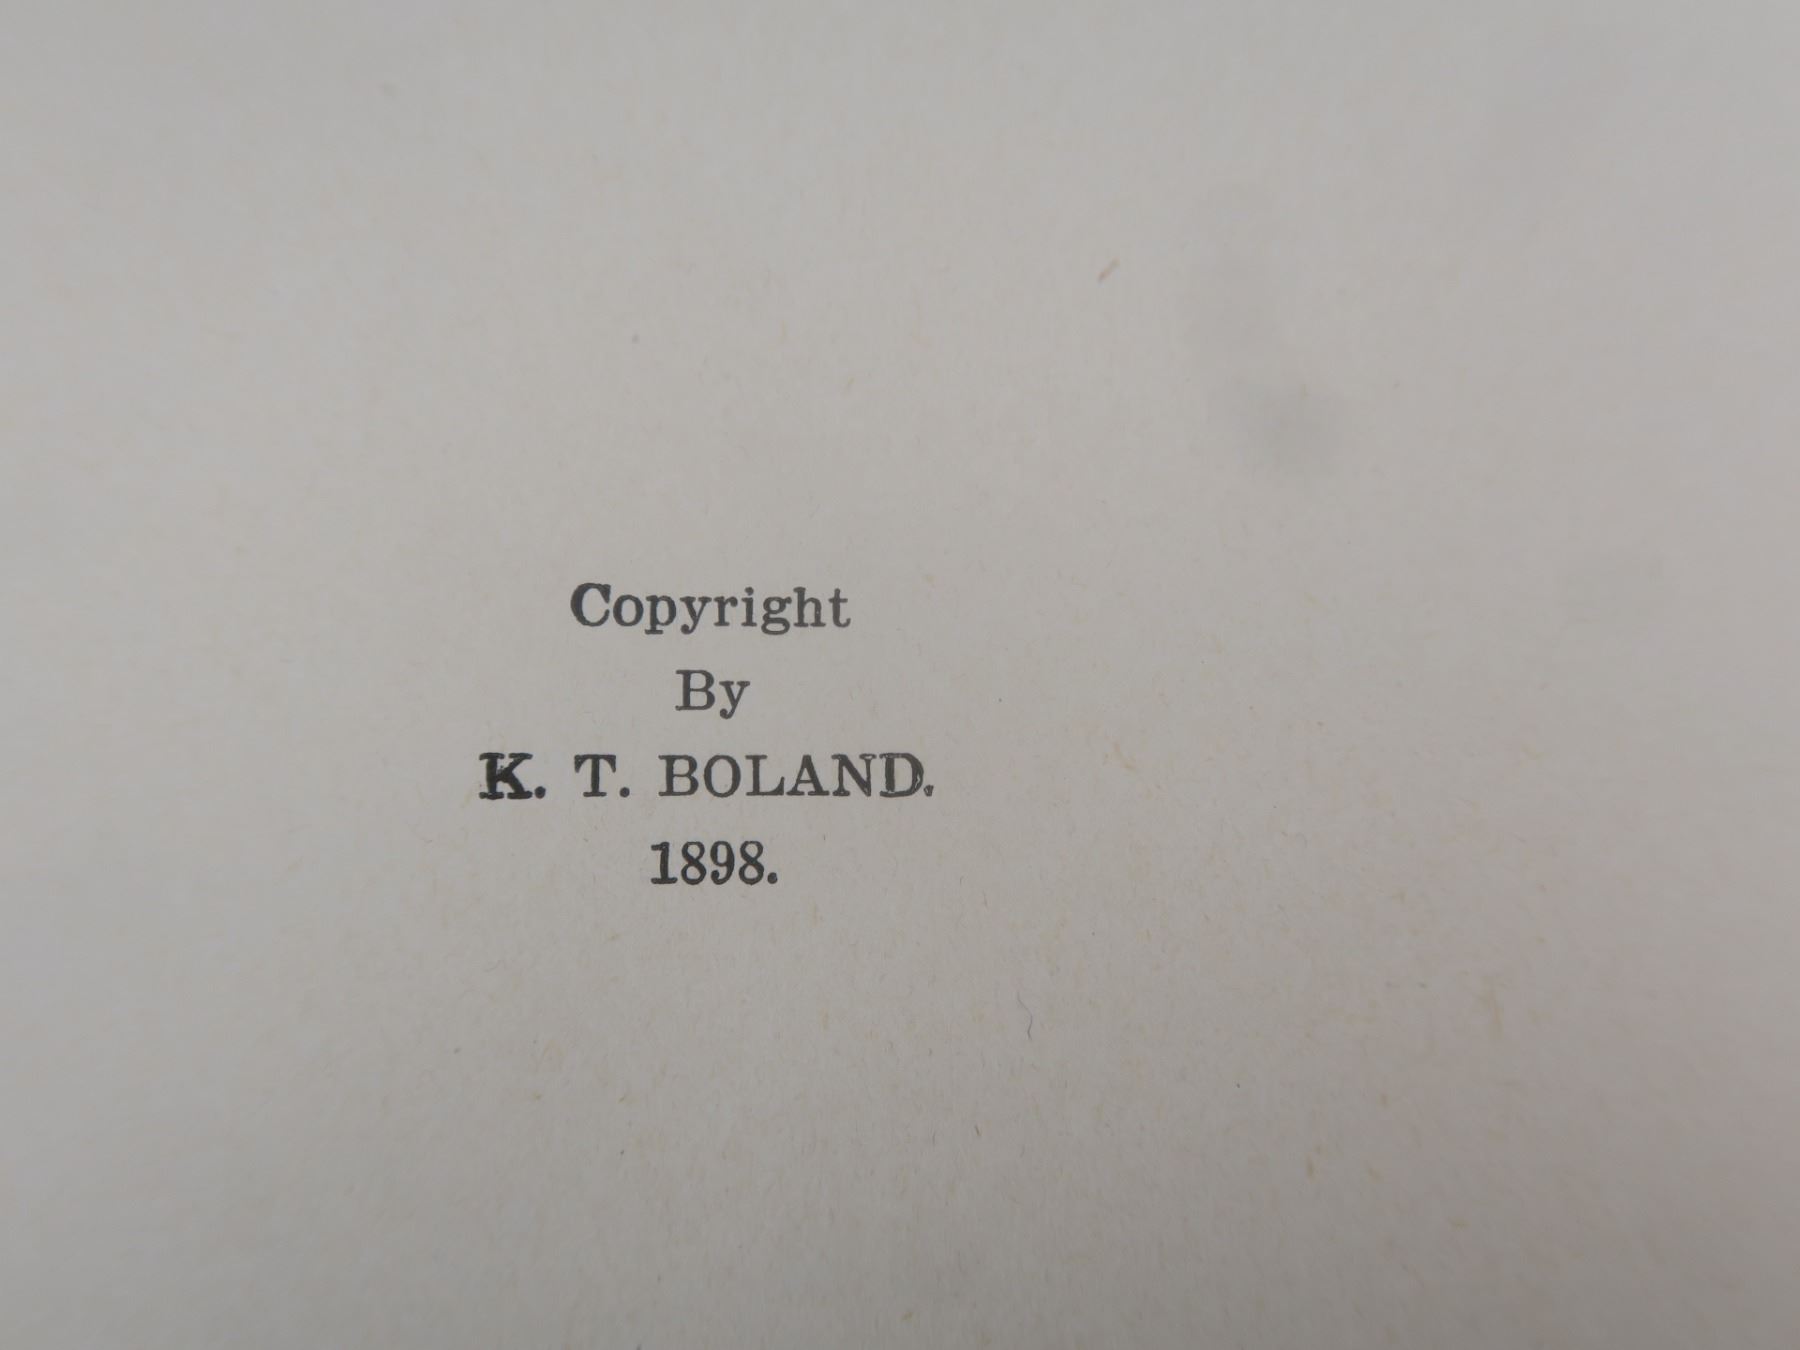 Copyright
By
K. T. BOLAND.
1898.